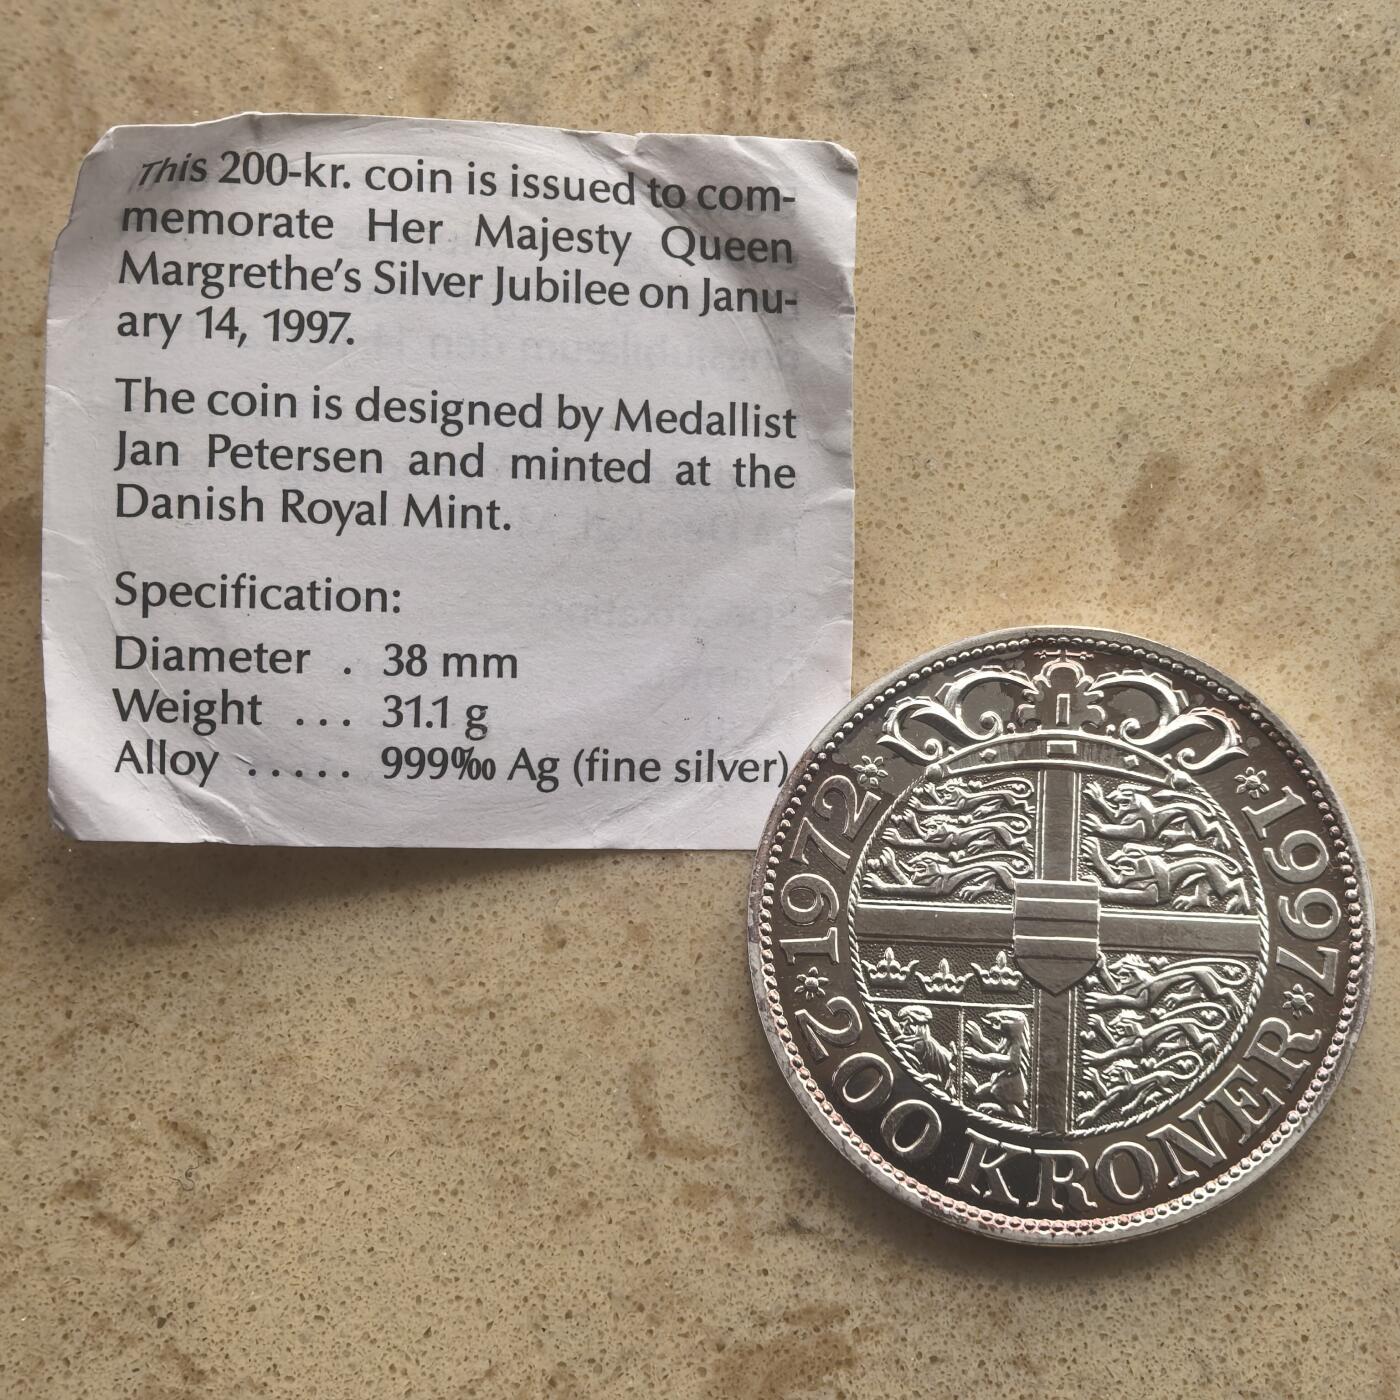 This 200-kr. coin is issued to com-
memorate Her Majesty Queen
Margrethe's Silver Jubilee on Janu-
ary 14, 1997.
The coin is designed by Medallist
Jan Petersen and minted at the
Danish Royal Mint.
Specification:
Diameter . 38 mm
Weight ... 31.1 g
Alloy ..... 999‰ Ag (fine silver)
1972
1997
200 KRONER